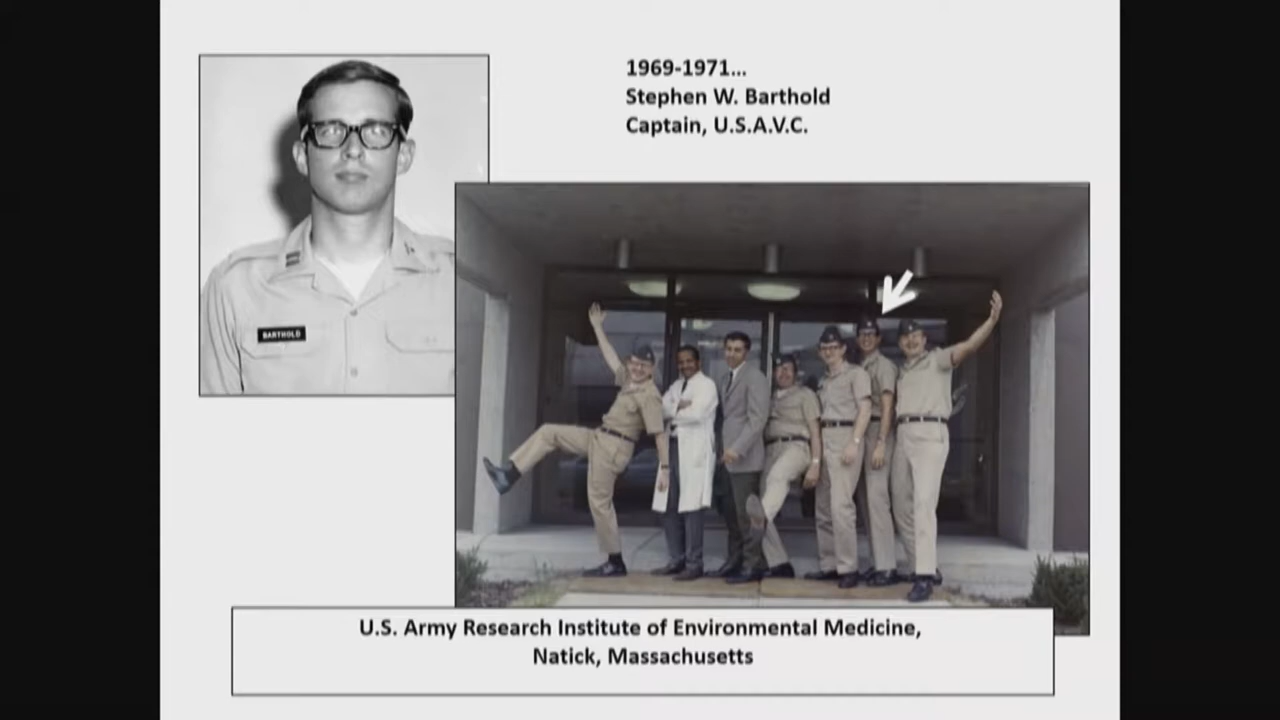 1969-1971...
Stephen W. Barthold
Captain, U.S.A.V.C.
BARTHOLD
U.S. Army Research Institute of Environmental Medicine,
Natick, Massachusetts